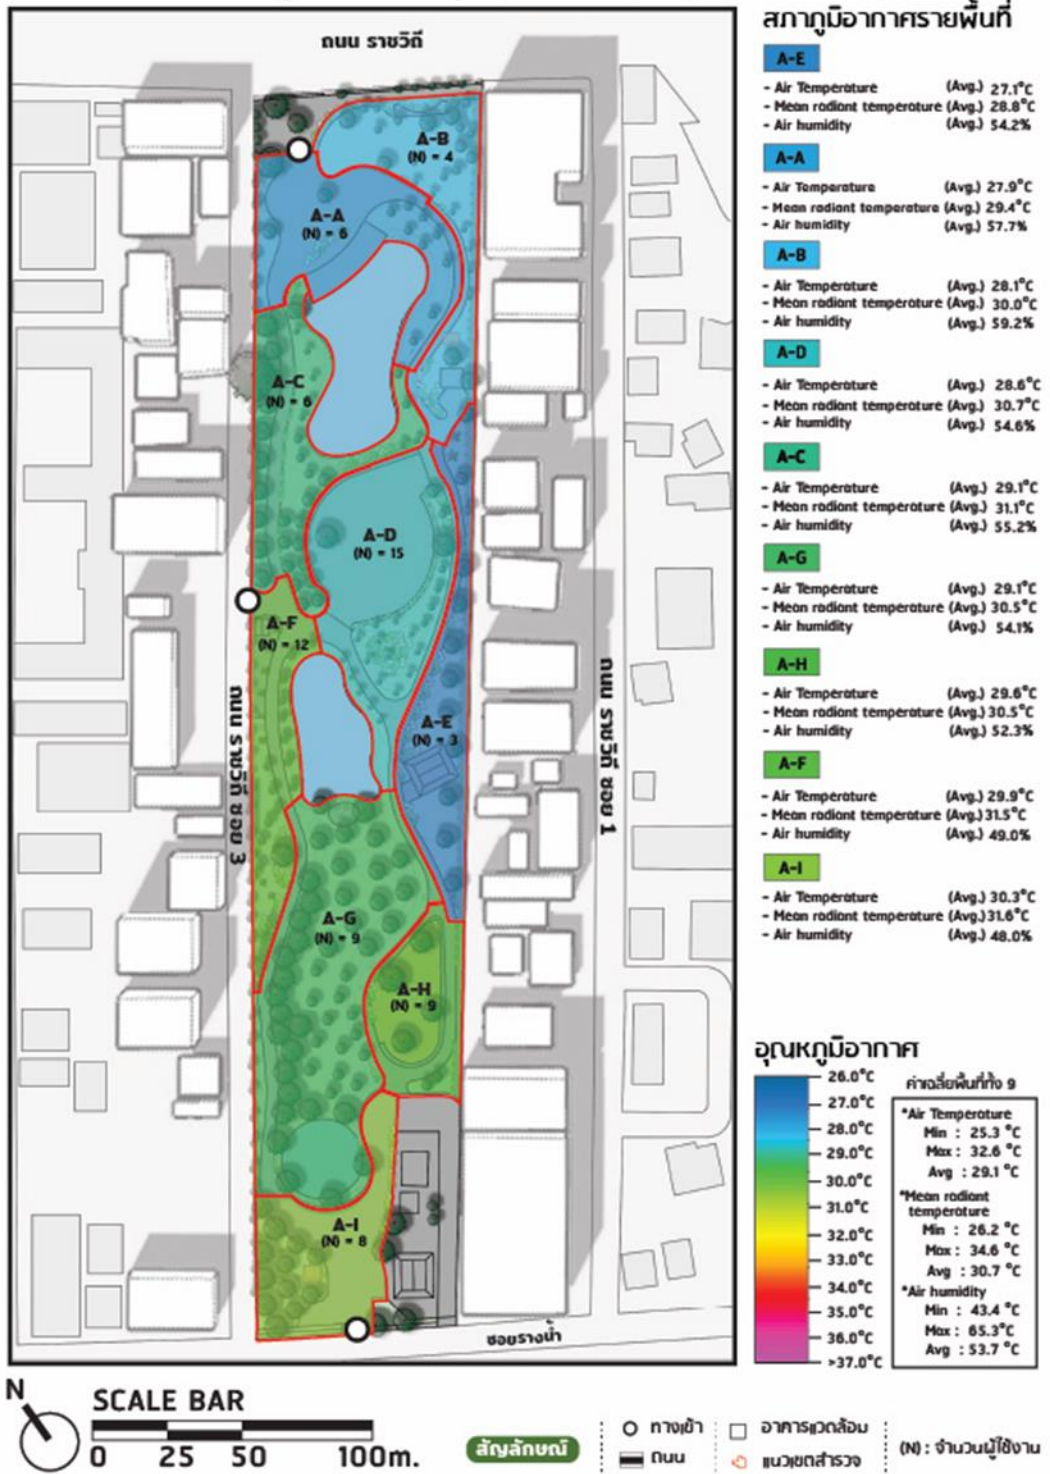 ถนน ราชวิถี
A-B
(N) = 4
A-A
(N) = 6
A-C
(N) = 6
A-D
(N) = 15
A-F
(N) = 12
A-E
(N) = 3
A-G
(N) = 9
A-H
(N) = 9
A-I
(N) = 8
ถนน ราชวิถี ซอย 3
ถนน ราชวิถี ซอย 1
ซอยรางน้ำ
สภาภูมิอากาศรายพื้นที่
A-E
- Air Temperature (Avg.) 27.1°C
- Mean radiant temperature (Avg.) 28.8°C
- Air humidity (Avg.) 54.2%
A-A
- Air Temperature (Avg.) 27.9°C
- Mean radiant temperature (Avg.) 29.4°C
- Air humidity (Avg.) 57.7%
A-B
- Air Temperature (Avg.) 28.1°C
- Mean radiant temperature (Avg.) 30.0°C
- Air humidity (Avg.) 59.2%
A-D
- Air Temperature (Avg.) 28.6°C
- Mean radiant temperature (Avg.) 30.7°C
- Air humidity (Avg.) 54.6%
A-C
- Air Temperature (Avg.) 29.1°C
- Mean radiant temperature (Avg.) 31.1°C
- Air humidity (Avg.) 55.2%
A-G
- Air Temperature (Avg.) 29.1°C
- Mean radiant temperature (Avg.) 30.5°C
- Air humidity (Avg.) 54.1%
A-H
- Air Temperature (Avg.) 29.6°C
- Mean radiant temperature (Avg.) 30.5°C
- Air humidity (Avg.) 52.3%
A-F
- Air Temperature (Avg.) 29.9°C
- Mean radiant temperature (Avg.) 31.5°C
- Air humidity (Avg.) 49.0%
A-I
- Air Temperature (Avg.) 30.3°C
- Mean radiant temperature (Avg.) 31.6°C
- Air humidity (Avg.) 48.0%
อุณหภูมิอากาศ
26.0°C
27.0°C
28.0°C
29.0°C
30.0°C
31.0°C
32.0°C
33.0°C
34.0°C
35.0°C
36.0°C
>37.0°C
ค่าเฉลี่ยพื้นที่ทั้ง 9
*Air Temperature
Min : 25.3 °C
Max : 32.6 °C
Avg : 29.1 °C
*Mean radiant
temperature
Min : 26.2 °C
Max : 34.6 °C
Avg : 30.7 °C
*Air humidity
Min : 43.4 °C
Max : 65.3°C
Avg : 53.7 °C
N
SCALE BAR
0 25 50 100m.
สัญลักษณ์
ทางเข้า
ถนน
อาคารแวดล้อม
แนวเขตสำรวจ
(N) : จำนวนผู้ใช้งาน